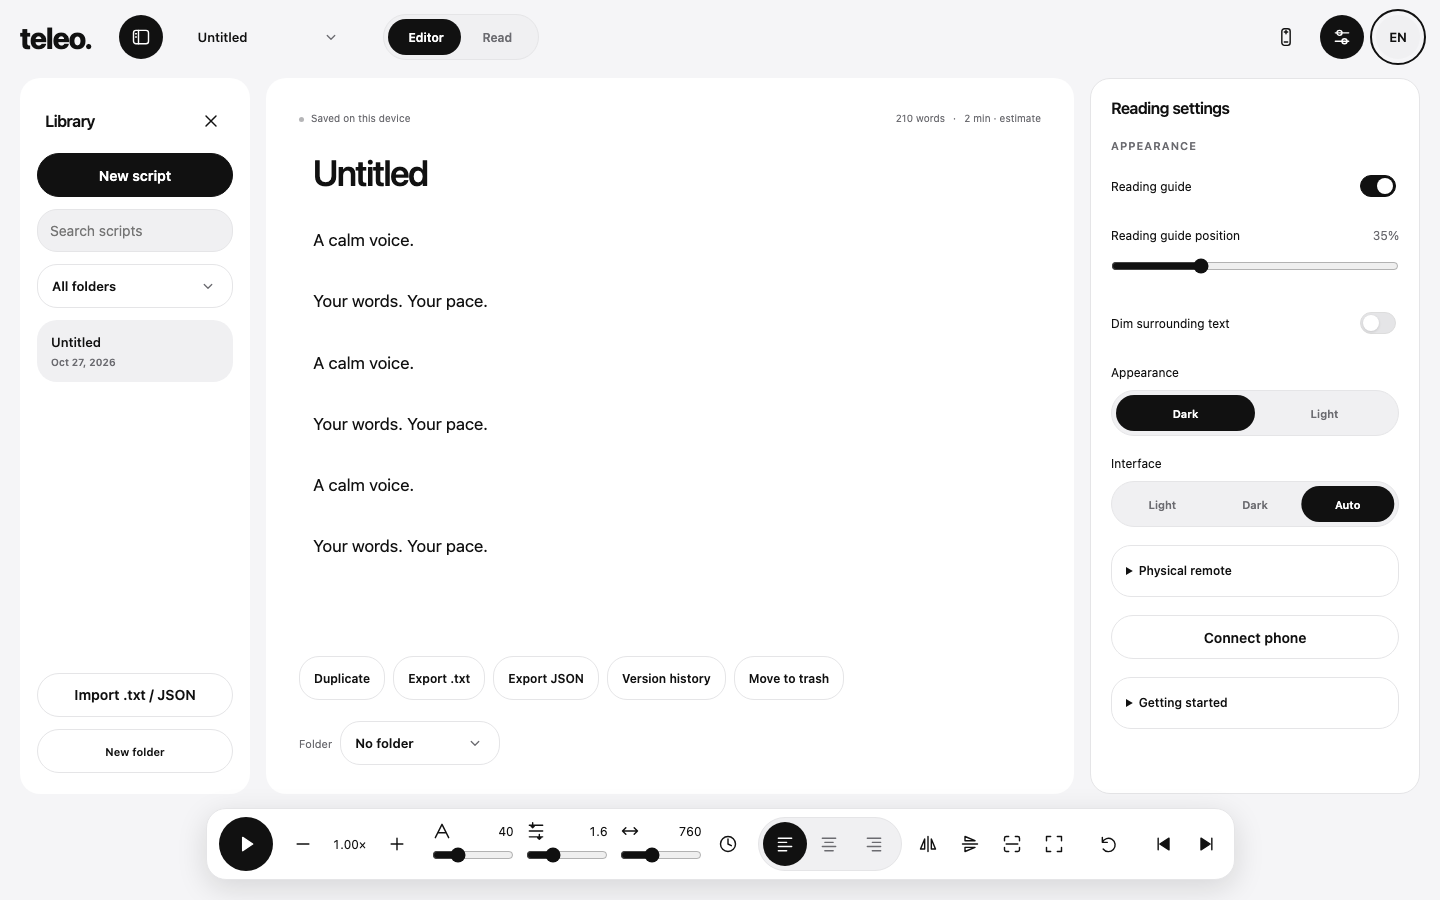 teleo.
Untitled
Editor
Read
EN
Library
New script
Search scripts
All folders
Untitled
Oct 27, 2026
Import .txt / JSON
New folder
Saved on this device
210 words · 2 min · estimate
Untitled
A calm voice.
Your words. Your pace.
A calm voice.
Your words. Your pace.
A calm voice.
Your words. Your pace.
Duplicate
Export .txt
Export JSON
Version history
Move to trash
Folder
No folder
Reading settings
APPEARANCE
Reading guide
Reading guide position 35%
Dim surrounding text
Appearance
Dark
Light
Interface
Light
Dark
Auto
Physical remote
Connect phone
Getting started
1.00×
40
1.6
760